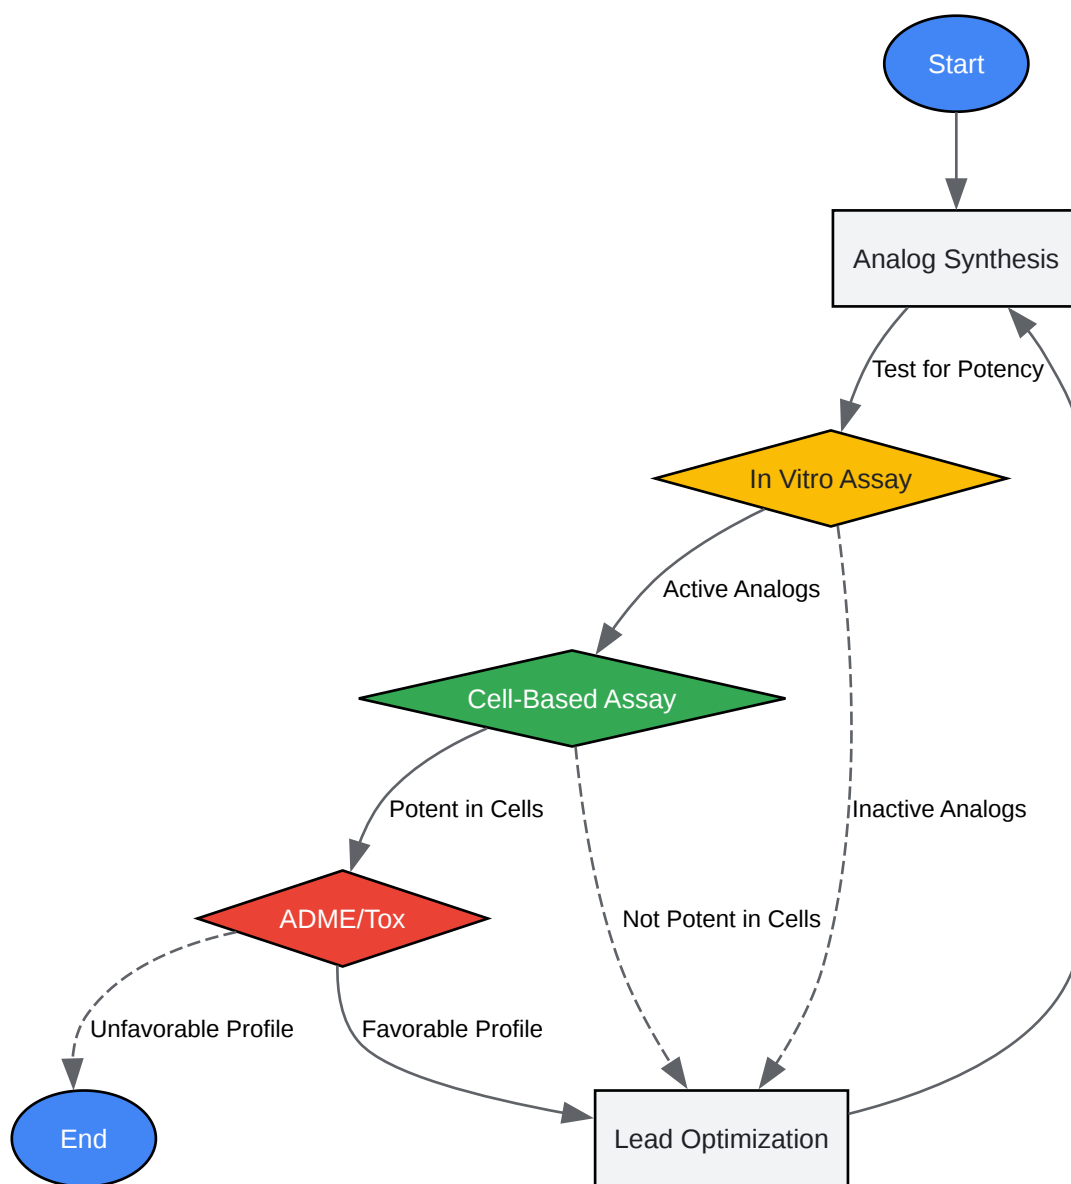 Start
Analog Synthesis
Test for Potency
In Vitro Assay
Active Analogs
Cell-Based Assay
Potent in Cells
Inactive Analogs
ADME/Tox
Not Potent in Cells
Unfavorable Profile
Favorable Profile
End
Lead Optimization